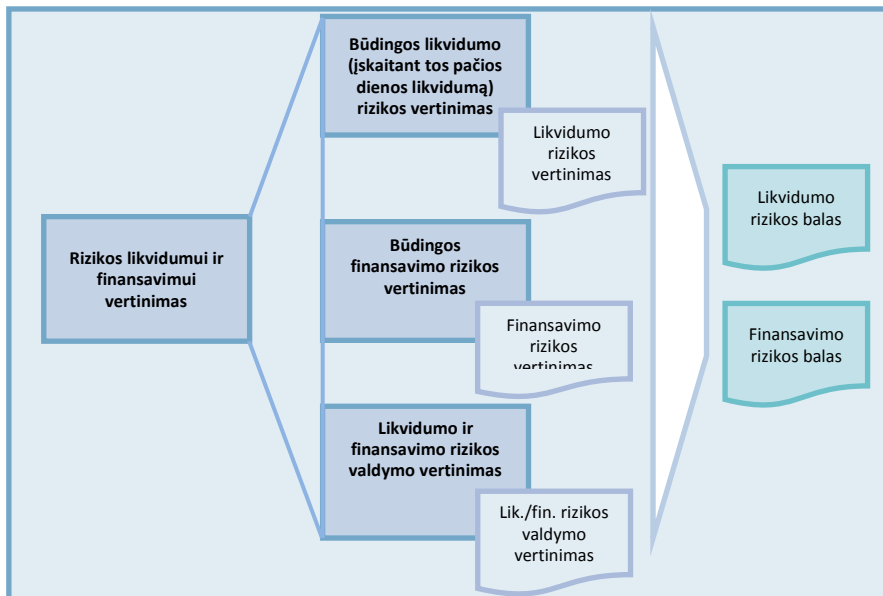 Rizikos likvidumui ir
finansavimui
vertinimas
Būdingos likvidumo
(įskaitant tos pačios
dienos likvidumą)
rizikos vertinimas
Likvidumo
rizikos
vertinimas
Būdingos
finansavimo rizikos
vertinimas
Finansavimo
rizikos
vertinimas
Likvidumo ir
finansavimo rizikos
valdymo vertinimas
Lik./fin. rizikos
valdymo
vertinimas
Likvidumo
rizikos balas
Finansavimo
rizikos balas